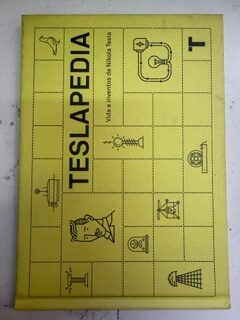 TESLAPEDIA
Vida e inventos de Nikola Tesla
T